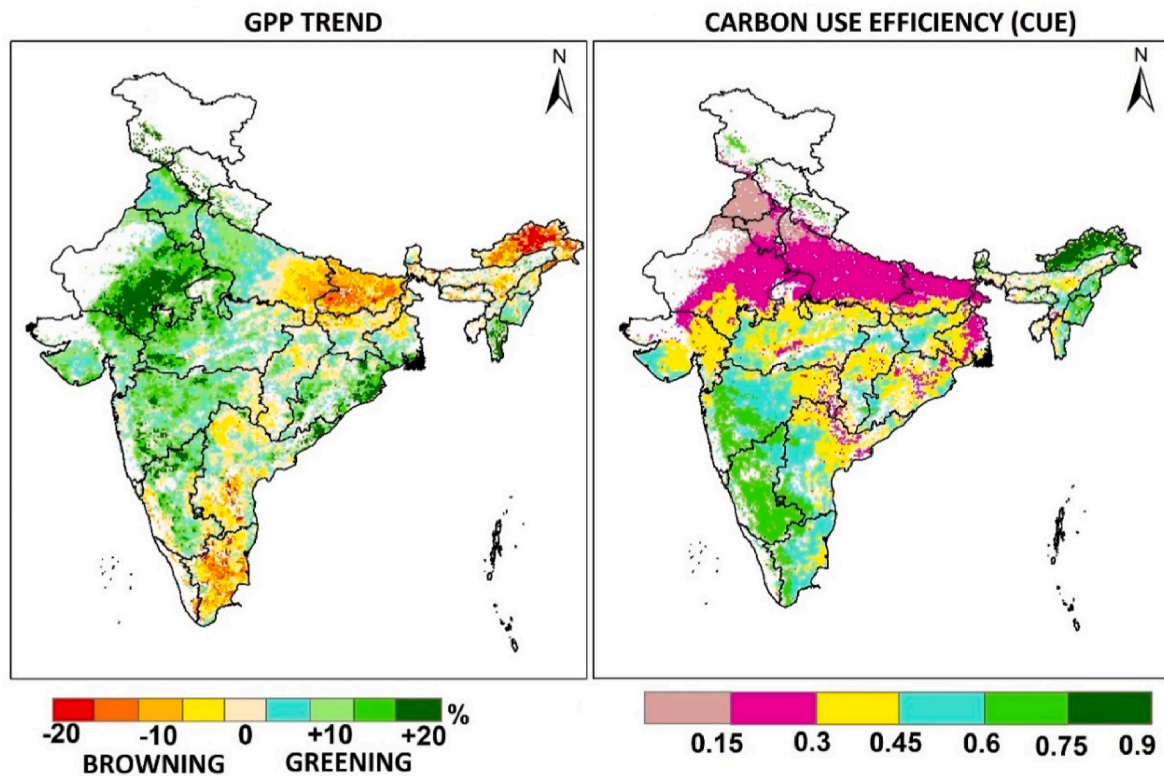 GPP TREND
CARBON USE EFFICIENCY (CUE)
N
N
-20 -10 0 +10 +20 %
BROWNING GREENING
0.15 0.3 0.45 0.6 0.75 0.9